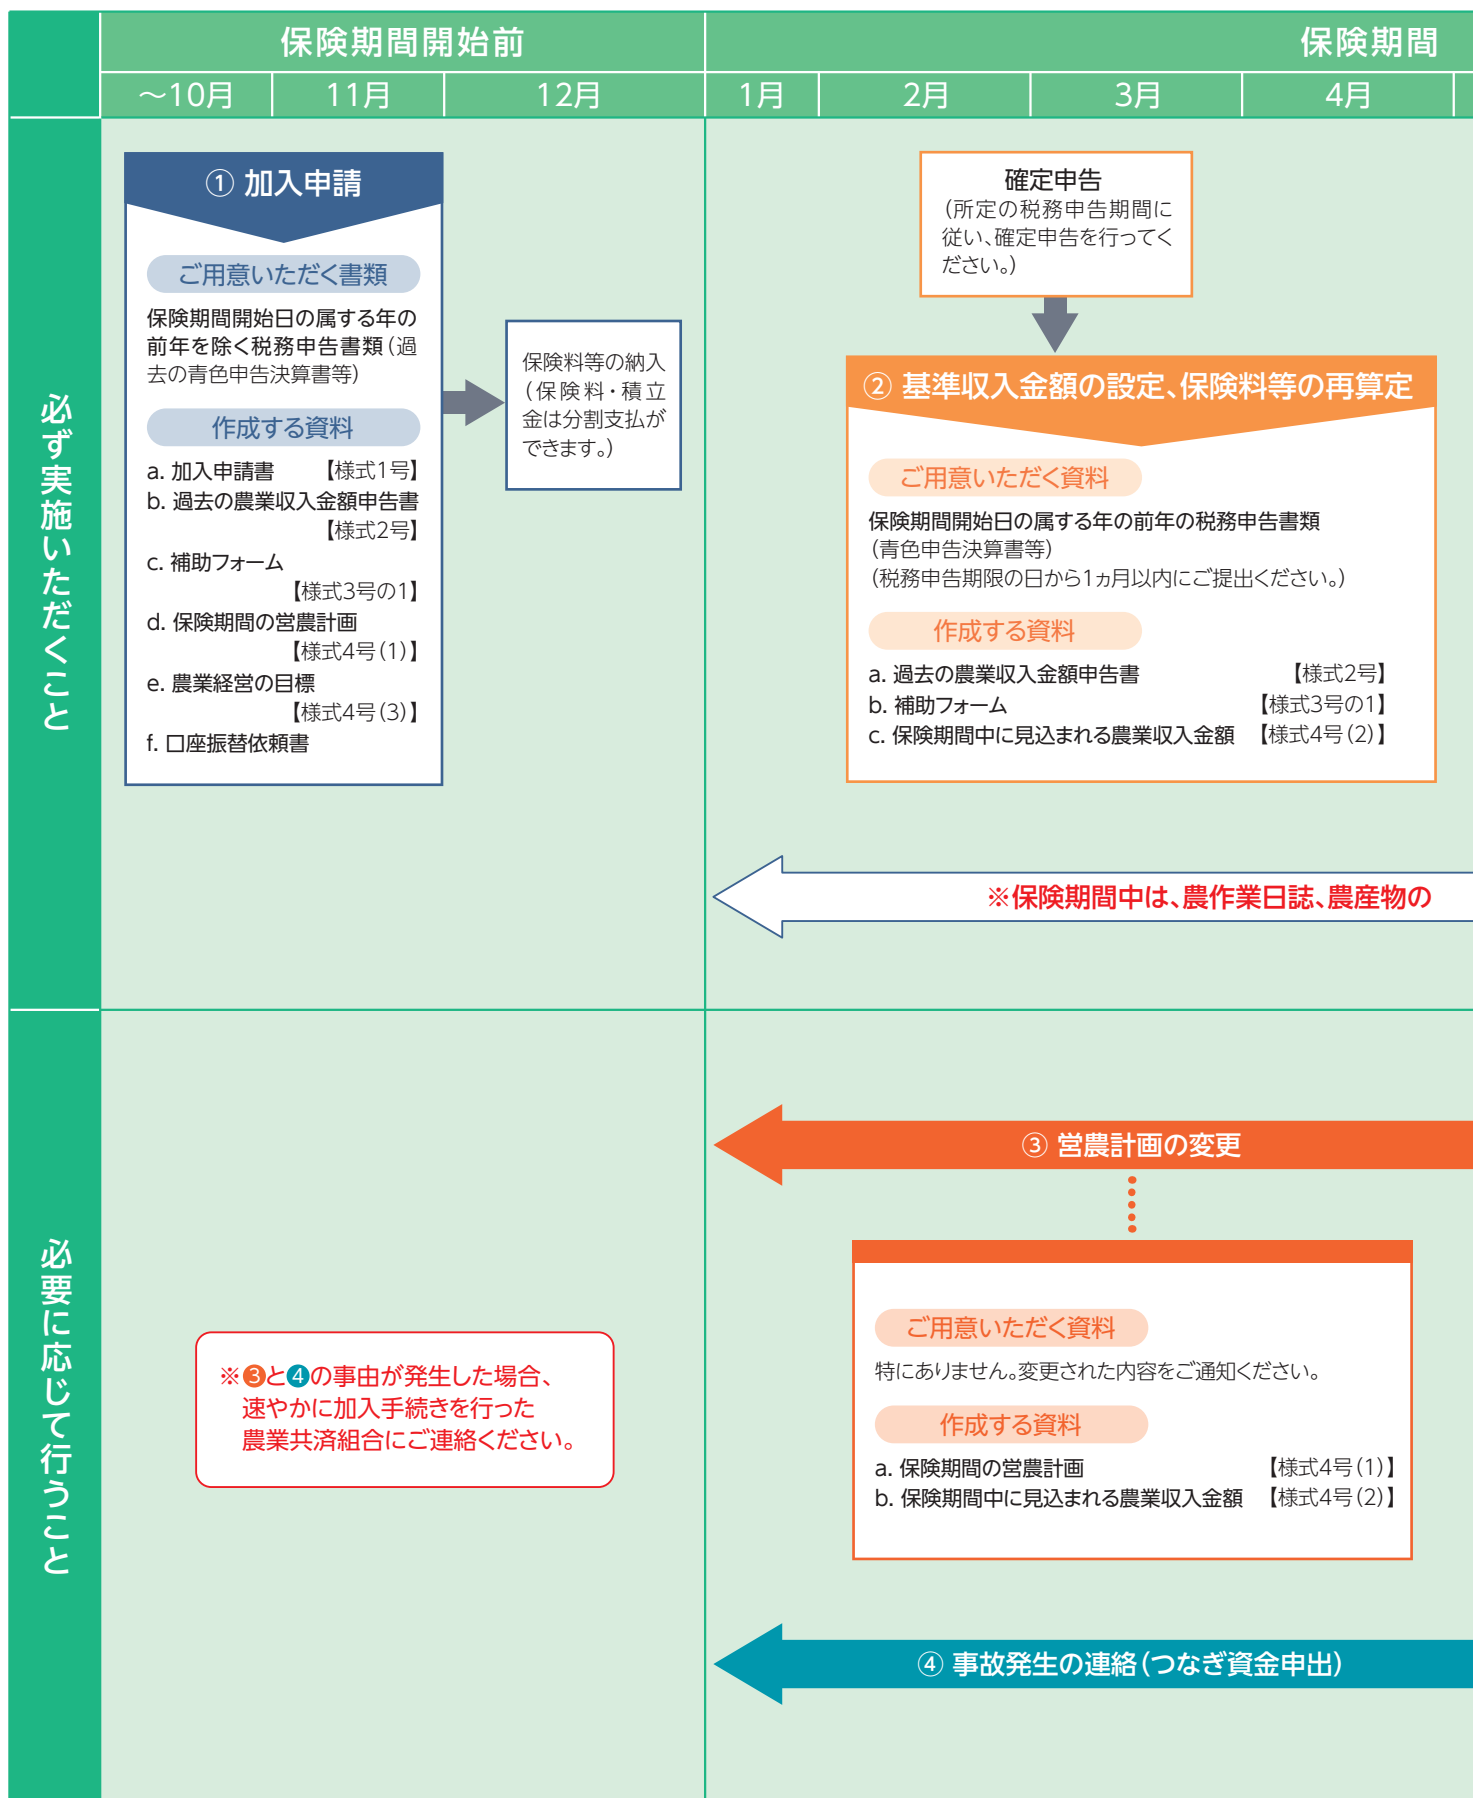 保険期間開始前
保険期間
～10月
11月
12月
1月
2月
3月
4月
必ず実施いただくこと
① 加入申請
ご用意いただく書類
保険期間開始日の属する年の
前年を除く税務申告書類（過
去の青色申告決算書等）
作成する資料
a. 加入申請書 【様式1号】
b. 過去の農業収入金額申告書
【様式2号】
c. 補助フォーム
【様式3号の1】
d. 保険期間の営農計画
【様式4号（1）】
e. 農業経営の目標
【様式4号（3）】
f. 口座振替依頼書
保険料等の納入
（保険料・積立
金は分割支払が
できます。）
確定申告
（所定の税務申告期間に
従い、確定申告を行ってく
ださい。）
② 基準収入金額の設定、保険料等の再算定
ご用意いただく資料
保険期間開始日の属する年の前年の税務申告書類
（青色申告決算書等）
（税務申告期限の日から1ヵ月以内にご提出ください。）
作成する資料
a. 過去の農業収入金額申告書 【様式2号】
b. 補助フォーム 【様式3号の1】
c. 保険期間中に見込まれる農業収入金額 【様式4号（2）】
※保険期間中は、農作業日誌、農産物の
必要に応じて行うこと
※❸と❹の事由が発生した場合、
速やかに加入手続きを行った
農業共済組合にご連絡ください。
③ 営農計画の変更
ご用意いただく資料
特にありません。変更された内容をご通知ください。
作成する資料
a. 保険期間の営農計画 【様式4号（1）】
b. 保険期間中に見込まれる農業収入金額 【様式4号（2）】
④ 事故発生の連絡（つなぎ資金申出）